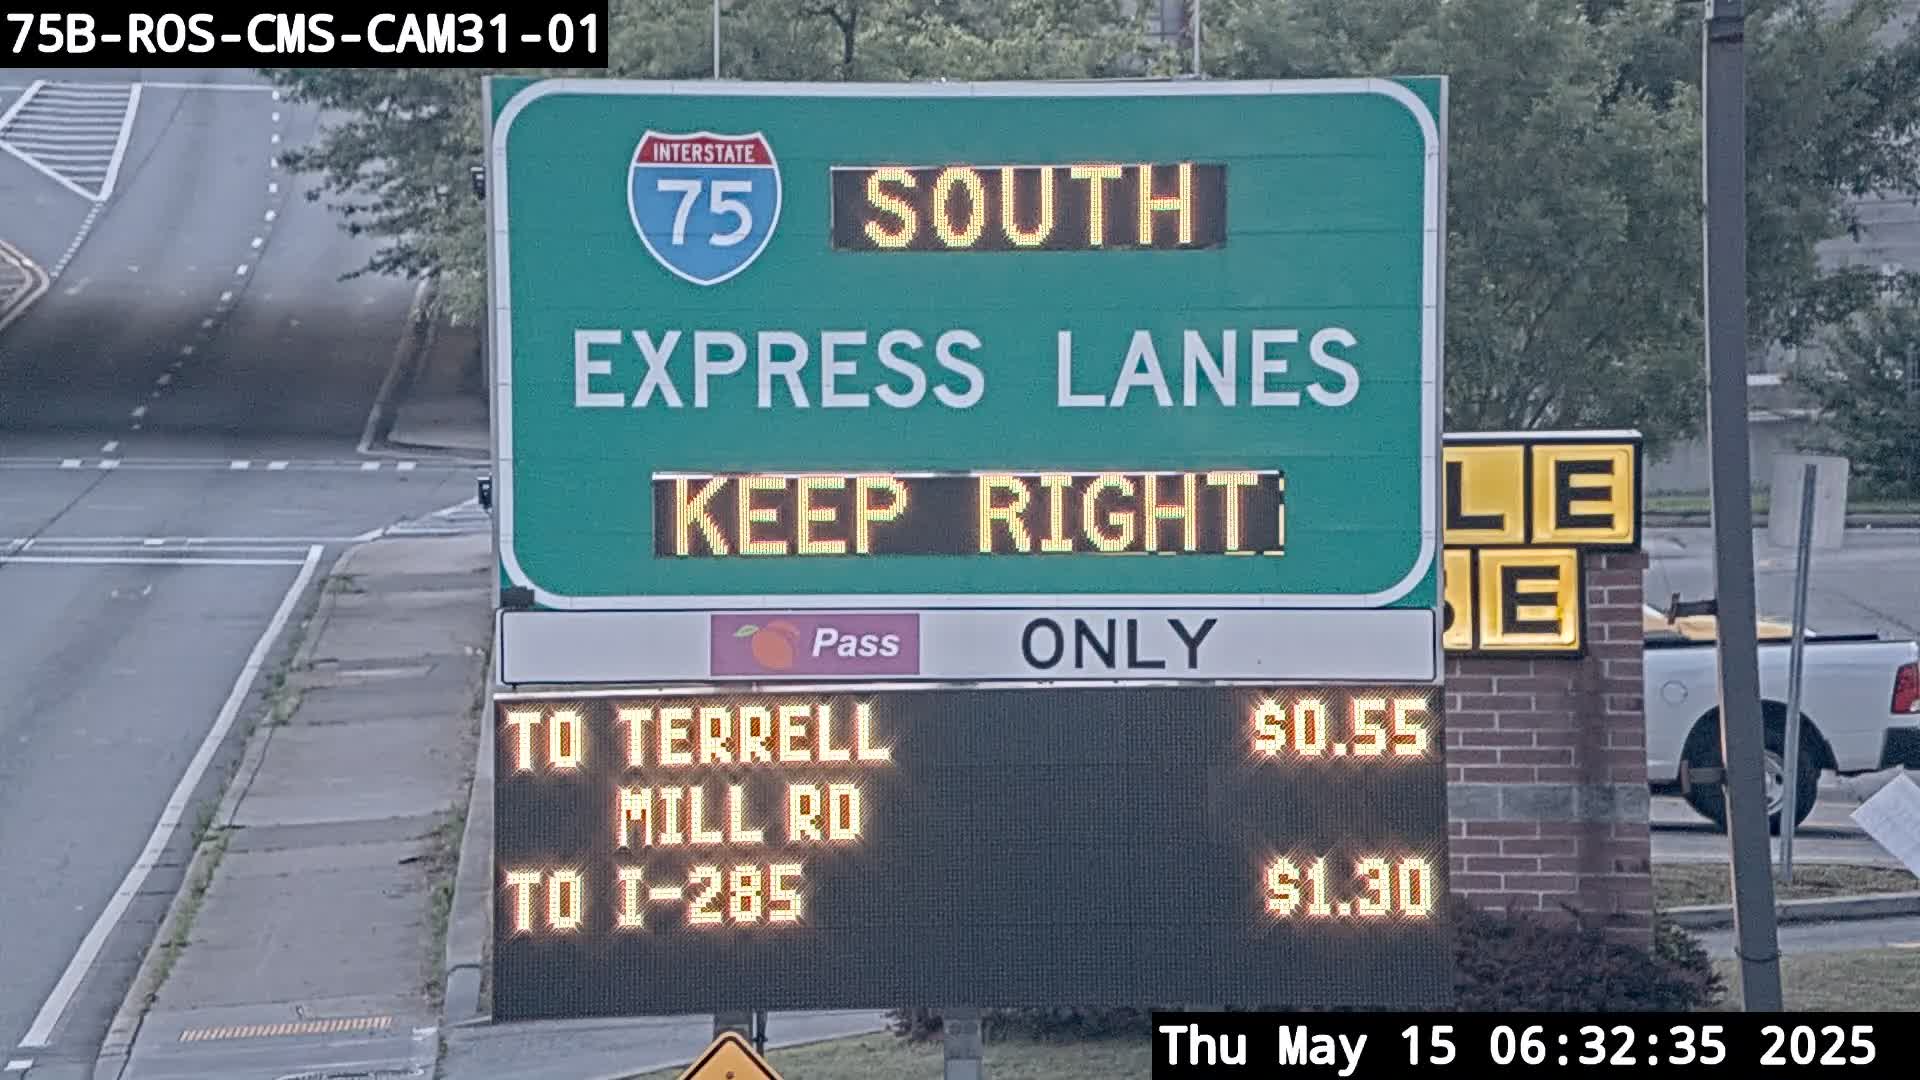 75B-ROS-CMS-CAM31-01
INTERSTATE
75
SOUTH
EXPRESS LANES
KEEP RIGHT
LE
E
Pass ONLY
TO TERRELL $0.55
MILL RD
TO I-285 $1.30
Thu May 15 06:32:35 2025